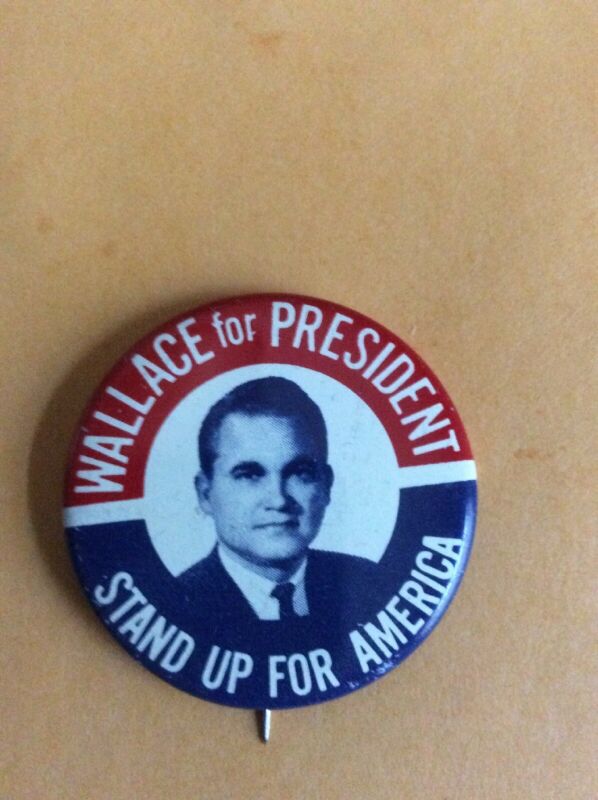 WALLACE for PRESIDENT
STAND UP FOR AMERICA